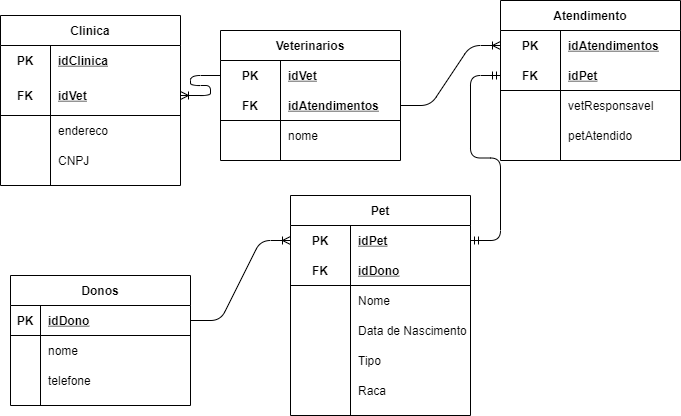 Clinica
PK idClinica
FK idVet
endereco
CNPJ
Veterinarios
PK idVet
FK idAtendimentos
nome
Atendimento
PK idAtendimentos
FK idPet
vetResponsavel
petAtendido
Pet
PK idPet
FK idDono
Nome
Data de Nascimento
Tipo
Raca
Donos
PK idDono
nome
telefone